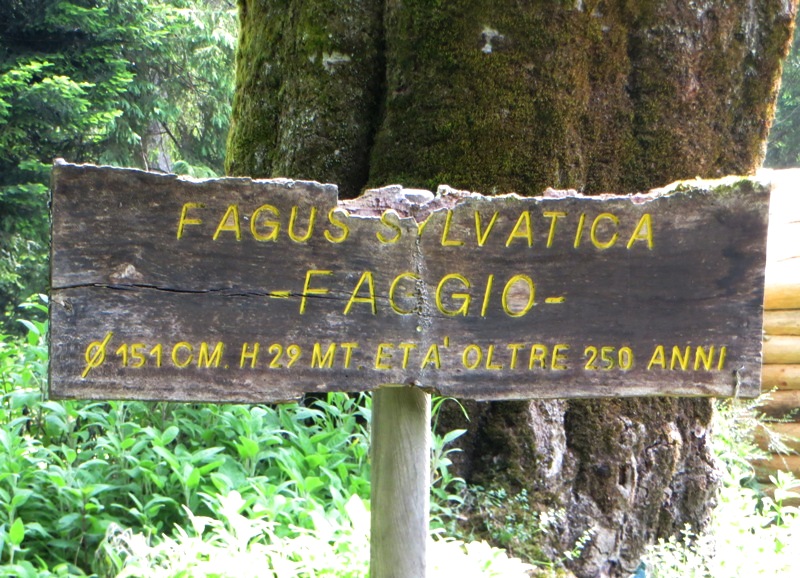 FAGUS SYLVATICA
-FAGGIO-
Ø 151 CM. H 29 MT. ETA' OLTRE 250 ANNI